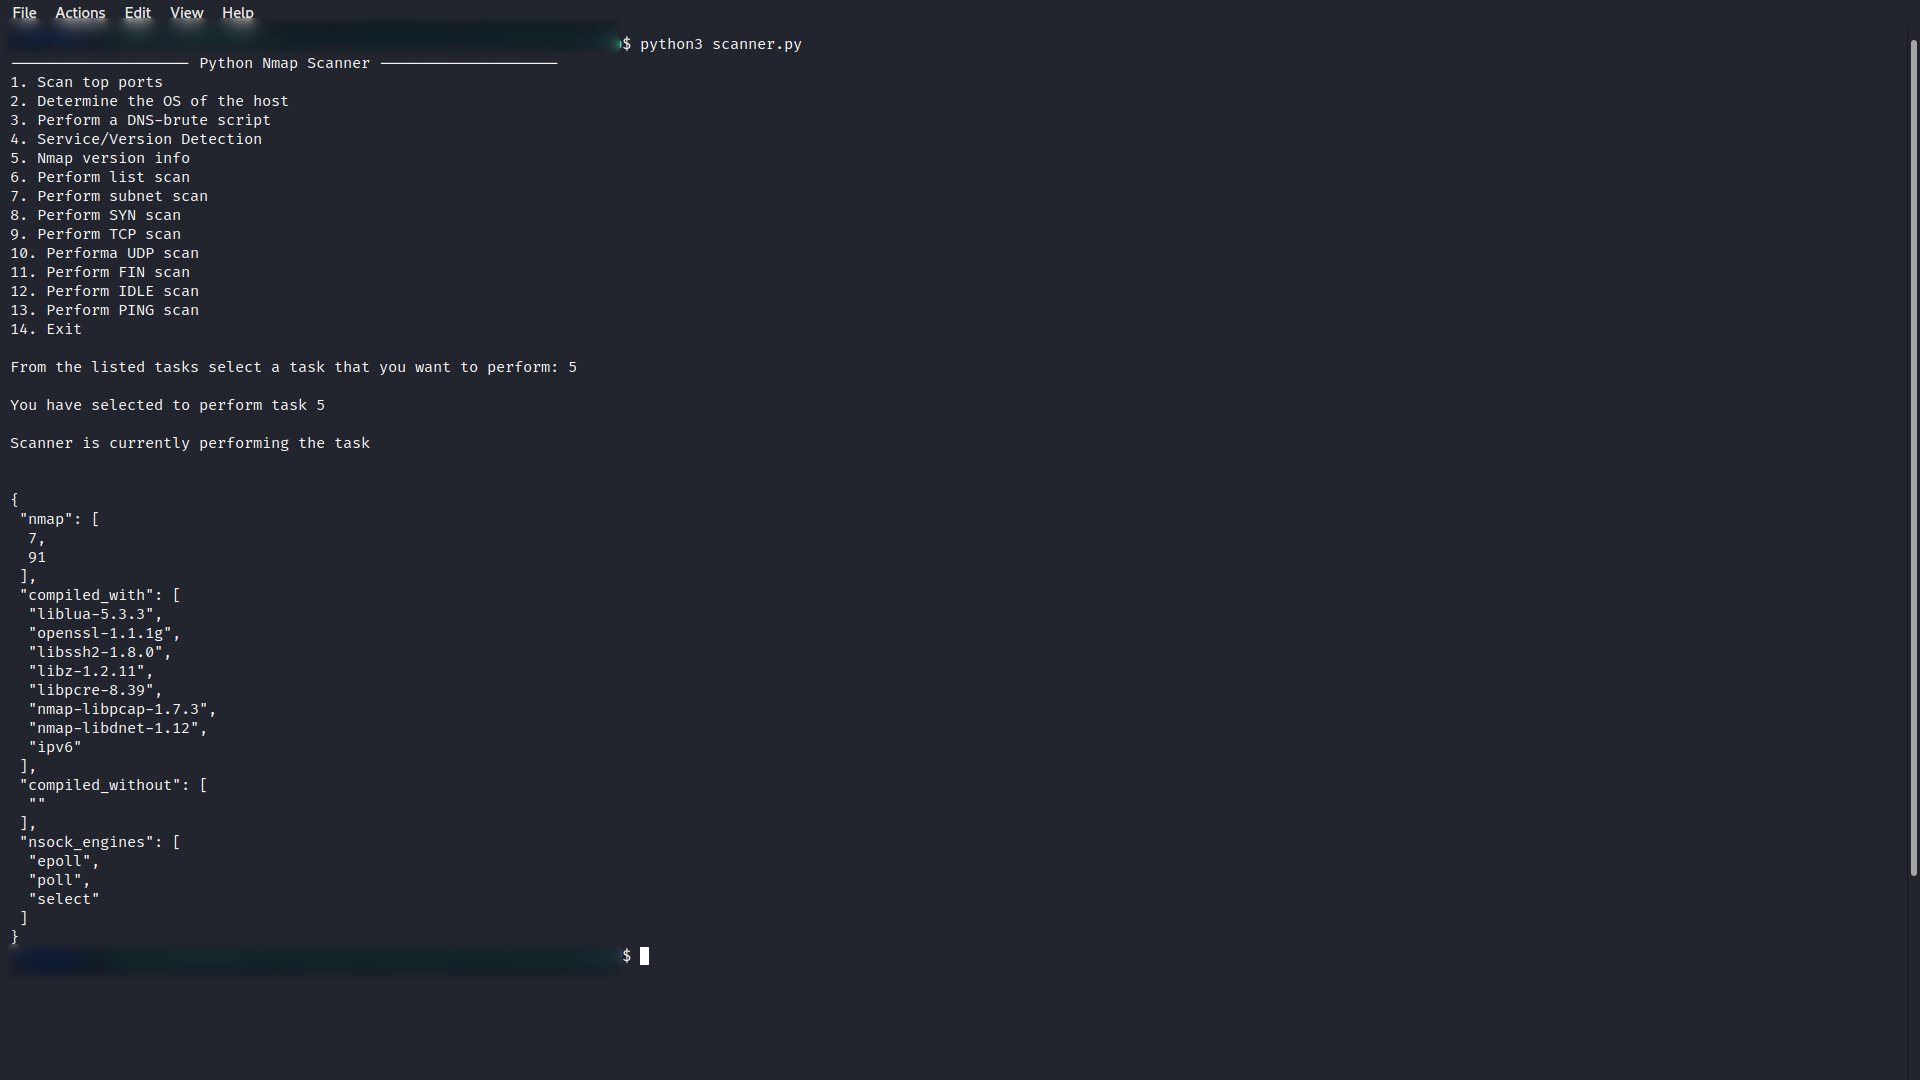 File Actions Edit View Help
$ python3 scanner.py
─────────────────── Python Nmap Scanner ───────────────────
1. Scan top ports
2. Determine the OS of the host
3. Perform a DNS-brute script
4. Service/Version Detection
5. Nmap version info
6. Perform list scan
7. Perform subnet scan
8. Perform SYN scan
9. Perform TCP scan
10. Performa UDP scan
11. Perform FIN scan
12. Perform IDLE scan
13. Perform PING scan
14. Exit
From the listed tasks select a task that you want to perform: 5
You have selected to perform task 5
Scanner is currently performing the task
{
 "nmap": [
  7,
  91
 ],
 "compiled_with": [
  "liblua-5.3.3",
  "openssl-1.1.1g",
  "libssh2-1.8.0",
  "libz-1.2.11",
  "libpcre-8.39",
  "nmap-libpcap-1.7.3",
  "nmap-libdnet-1.12",
  "ipv6"
 ],
 "compiled_without": [
  ""
 ],
 "nsock_engines": [
  "epoll",
  "poll",
  "select"
 ]
}
$